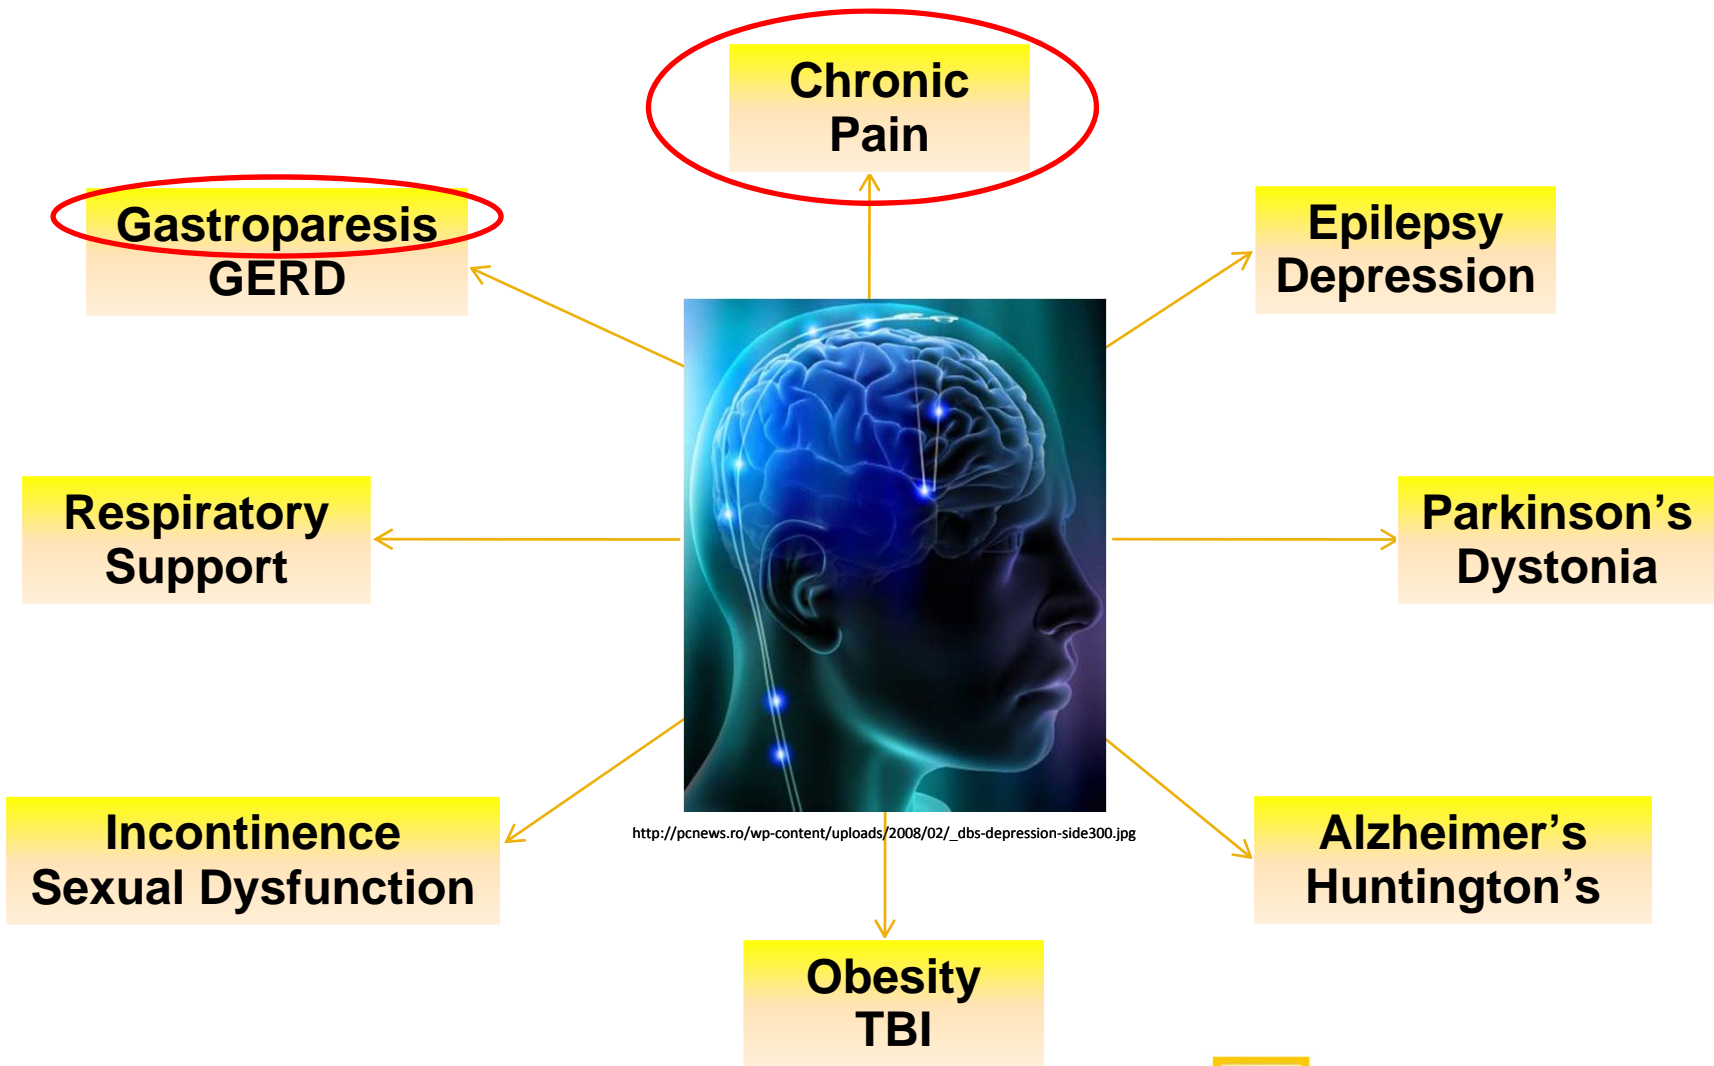 Chronic
Pain
Gastroparesis
GERD
Epilepsy
Depression
Respiratory
Support
Parkinson’s
Dystonia
Incontinence
Sexual Dysfunction
http://pcnews.ro/wp-content/uploads/2008/02/_dbs-depression-side300.jpg
Alzheimer’s
Huntington’s
Obesity
TBI